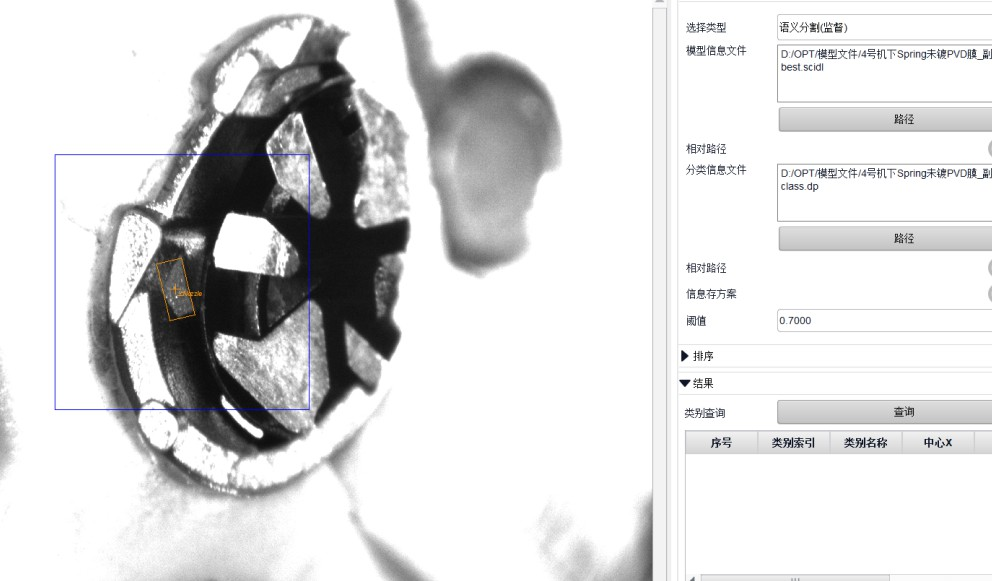 选择类型
语义分割(监督)
模型信息文件
D:/OPT/模型文件/4号机下Spring未镀PVD膜_副
best.scidl
路径
相对路径
分类信息文件
D:/OPT/模型文件/4号机下Spring未镀PVD膜_副
class.dp
路径
相对路径
信息存方案
阈值
0.7000
排序
结果
类别查询
查询
序号
类别索引
类别名称
中心X